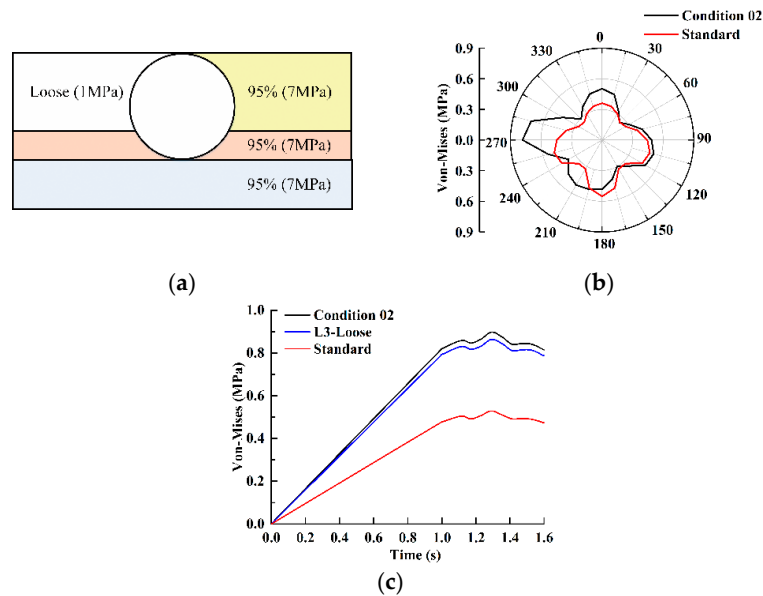 Loose (1MPa)
95% (7MPa)
95% (7MPa)
95% (7MPa)
(a)
Condition 02
Standard
0
30
60
90
120
150
180
210
240
270
300
330
0.9
0.6
0.3
0.0
0.3
0.6
0.9
Von-Mises (MPa)
(b)
Condition 02
L3-Loose
Standard
1.0
0.8
0.6
0.4
0.2
0.0
Von-Mises (MPa)
0.0 0.2 0.4 0.6 0.8 1.0 1.2 1.4 1.6
Time (s)
(c)